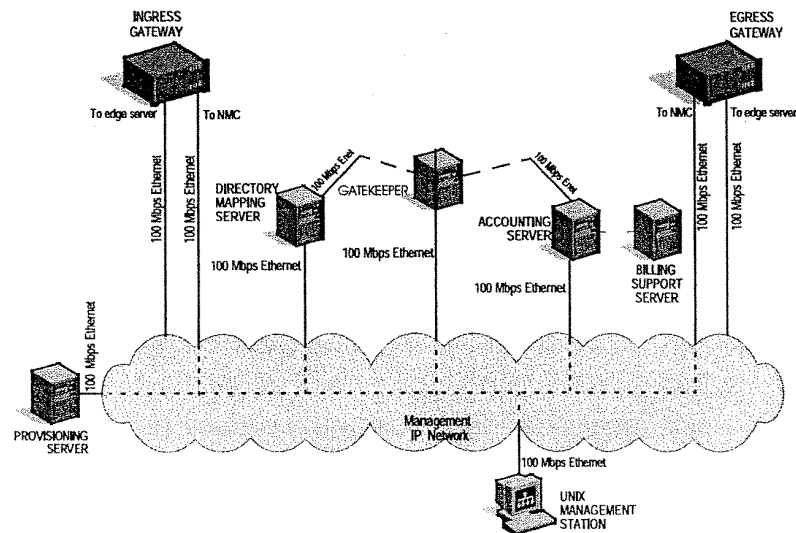 INGRESS
GATEWAY
EGRESS
GATEWAY
To edge server
To NMC
To NMC
To edge server
100 Mbps Ethernet
100 Mbps Ethernet
DIRECTORY
MAPPING
SERVER
100 Mbps Enet
GATEKEEPER
100 Mbps Enet
ACCOUNTING
SERVER
BILLING
SUPPORT
SERVER
100 Mbps Ethernet
100 Mbps Ethernet
100 Mbps Ethernet
100 Mbps Ethernet
100 Mbps Ethernet
100 Mbps Ethernet
PROVISIONING
SERVER
Management
IP Network
100 Mbps Ethernet
UNIX
MANAGEMENT
STATION